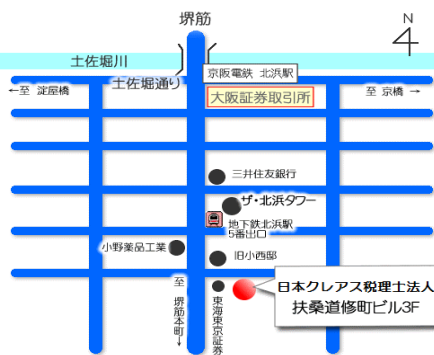 堺筋
N
土佐堀川
京阪電鉄 北浜駅
土佐堀通り
←至 淀屋橋
大阪証券取引所
至 京橋 →
三井住友銀行
ザ・北浜タワー
地下鉄北浜駅
5番出口
小野薬品工業
旧小西邸
至 堺筋本町→
東海東京証券
日本クレアス税理士法人
扶桑道修町ビル3F